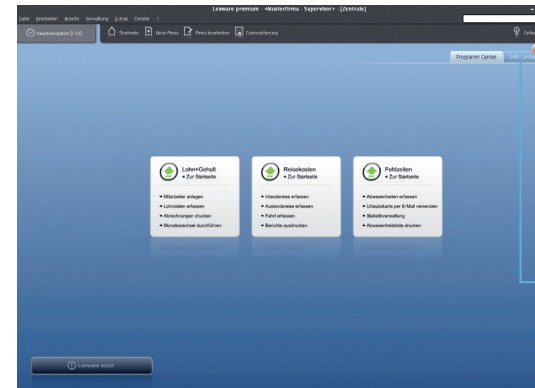 Lexware premium - <Musterfirma - Supervisor> - [Zentrale]
Datei Bearbeiten Ansicht Verwaltung Extras Fenster ?
Hauptnavigation [F10] Startseite Neue Firma Firma bearbeiten Datensicherung
Programm Center
Lohn+Gehalt
Zur Startseite
Mitarbeiter anlegen
Lohndaten erfassen
Abrechnungen drucken
Monatswechsel durchführen
Reisekosten
Zur Startseite
Inlandsreise erfassen
Auslandsreise erfassen
Fahrt erfassen
Berichte ausdrucken
Fehlzeiten
Zur Startseite
Abwesenheiten erfassen
Urlaubskarte per E-Mail versenden
Statistikverwaltung
Abwesenheitsliste drucken
Lexware scout